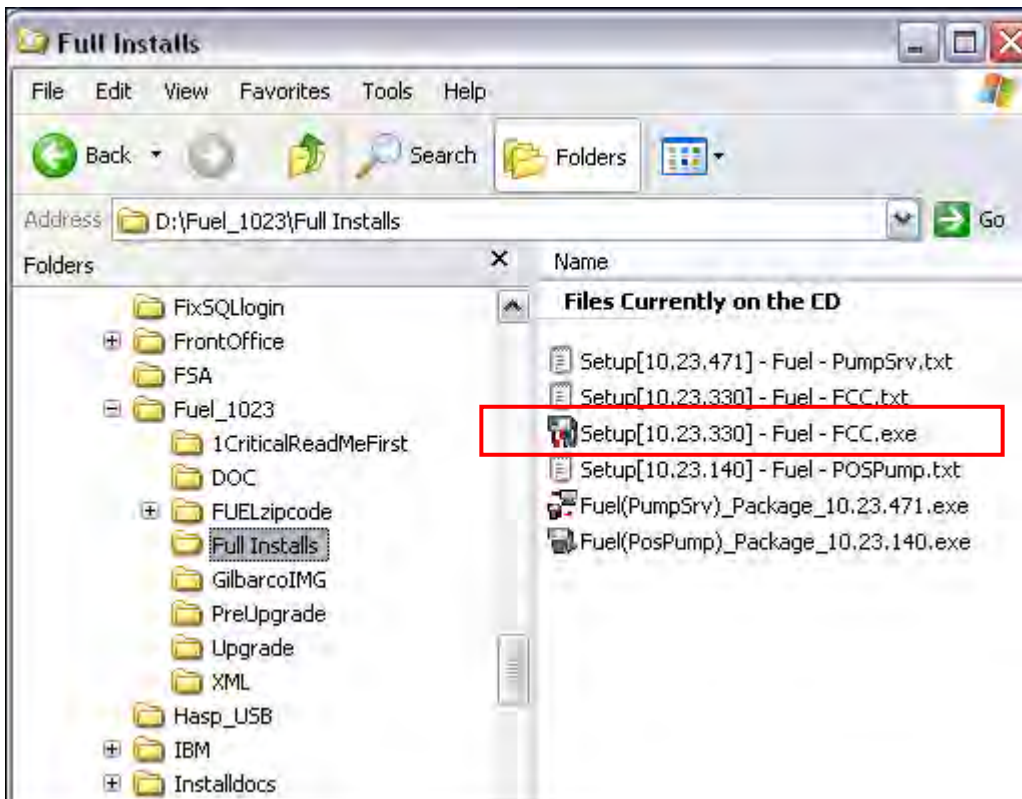 Full Installs
File Edit View Favorites Tools Help
Back Search Folders
Address D:\Fuel_1023\Full Installs Go
Folders
FixSQLlogin
FrontOffice
FSA
Fuel_1023
1CriticalReadMeFirst
DOC
FUELzipcode
Full Installs
GilbarcoIMG
PreUpgrade
Upgrade
XML
Hasp_USB
IBM
Installdocs
Name
Files Currently on the CD
Setup[10.23.471] - Fuel - PumpSrv.txt
Setup[10.23.330] - Fuel - FCC.txt
Setup[10.23.330] - Fuel - FCC.exe
Setup[10.23.140] - Fuel - POSPump.txt
Fuel(PumpSrv)_Package_10.23.471.exe
Fuel(PosPump)_Package_10.23.140.exe